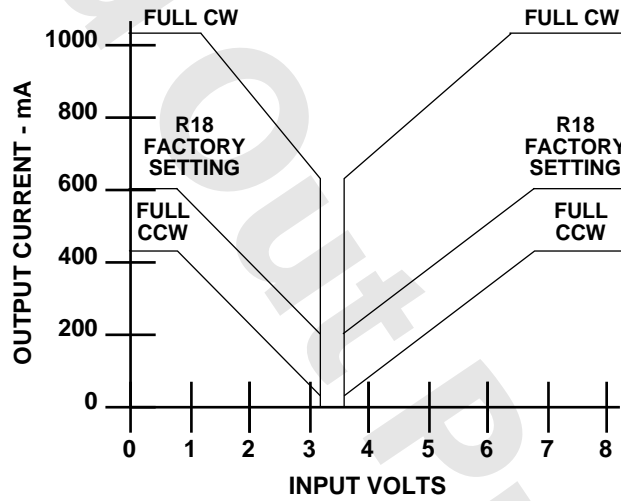 FULL CW
FULL CW
1000
800
R18
FACTORY
SETTING
R18
FACTORY
SETTING
600
FULL
CCW
FULL
CCW
400
200
0
OUTPUT CURRENT - mA
0 1 2 3 4 5 6 7 8
INPUT VOLTS